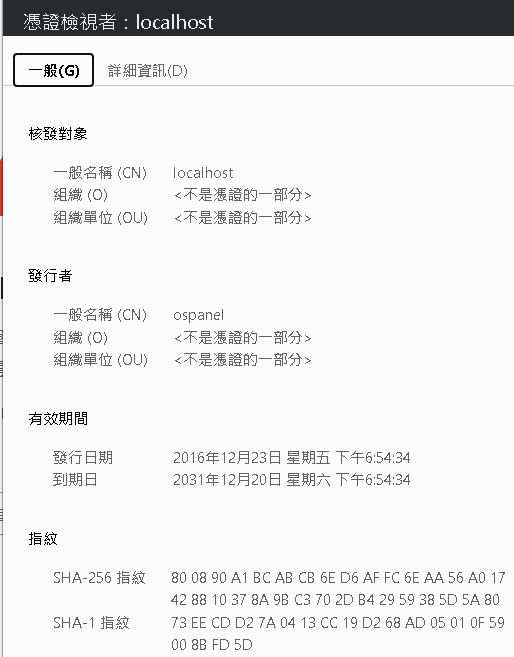 憑證檢視者：localhost
一般(G) 詳細資訊(D)
核發對象
一般名稱 (CN) localhost
組織 (O) <不是憑證的一部分>
組織單位 (OU) <不是憑證的一部分>
發行者
一般名稱 (CN) ospanel
組織 (O) <不是憑證的一部分>
組織單位 (OU) <不是憑證的一部分>
有效期間
發行日期 2016年12月23日 星期五 下午6:54:34
到期日 2031年12月20日 星期六 下午6:54:34
指紋
SHA-256 指紋 80 08 90 A1 BC AB CB 6E D6 AF FC 6E AA 56 A0 17
42 88 10 37 8A 9B C3 70 2D B4 29 59 38 5D 5A 80
SHA-1 指紋 73 EE CD D2 7A 04 13 CC 19 D2 68 AD 05 01 0F 59
00 8B FD 5D